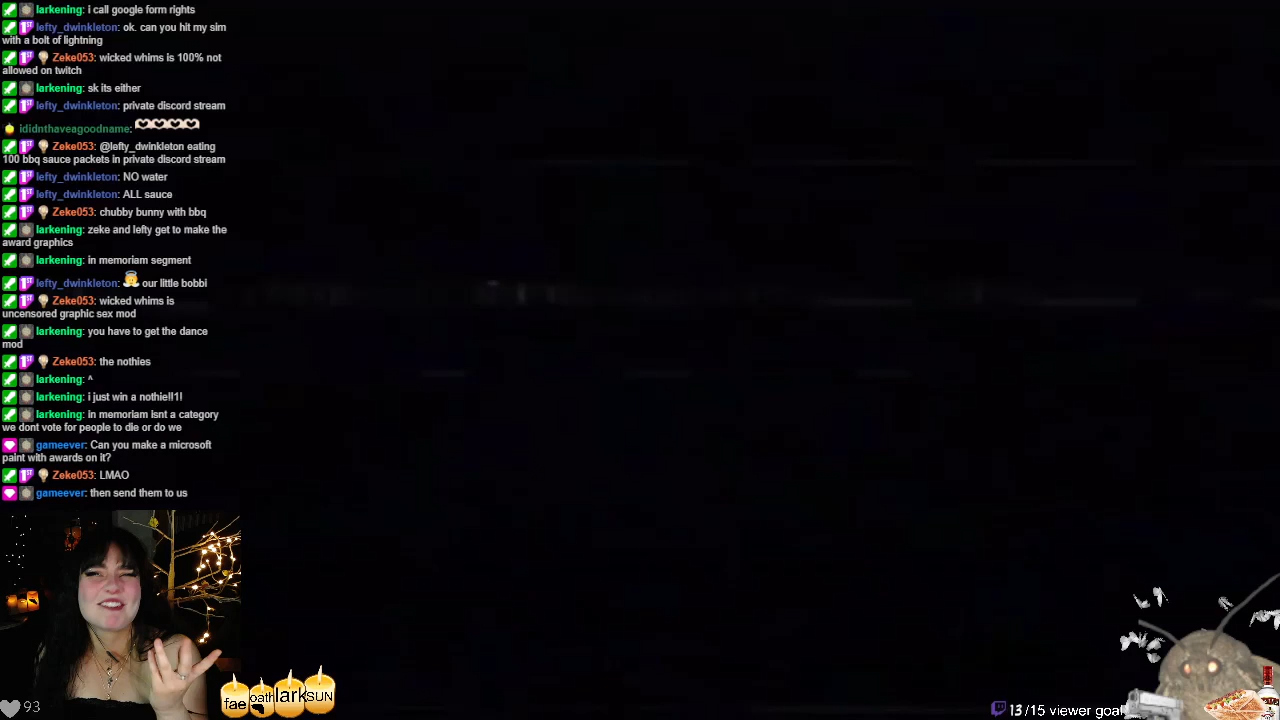 larkening: i call google form rights
lefty_dwinkleton: ok. can you hit my sim
with a bolt of lightning
Zeke053: wicked whims is 100% not
allowed on twitch
larkening: sk its either
lefty_dwinkleton: private discord stream
ididnthaveagoodname:
Zeke053: @lefty_dwinkleton eating
100 bbq sauce packets in private discord stream
lefty_dwinkleton: NO water
lefty_dwinkleton: ALL sauce
Zeke053: chubby bunny with bbq
larkening: zeke and lefty get to make the
award graphics
larkening: in memoriam segment
lefty_dwinkleton: our little bobbi
Zeke053: wicked whims is
uncensored graphic sex mod
larkening: you have to get the dance
mod
Zeke053: the nothies
larkening: ^
larkening: i just win a nothie!!1!
larkening: in memoriam isnt a category
we dont vote for people to die or do we
gameever: Can you make a microsoft
paint with awards on it?
Zeke053: LMAO
gameever: then send them to us
93
fae oath lark SUN
13 /15 viewer goal